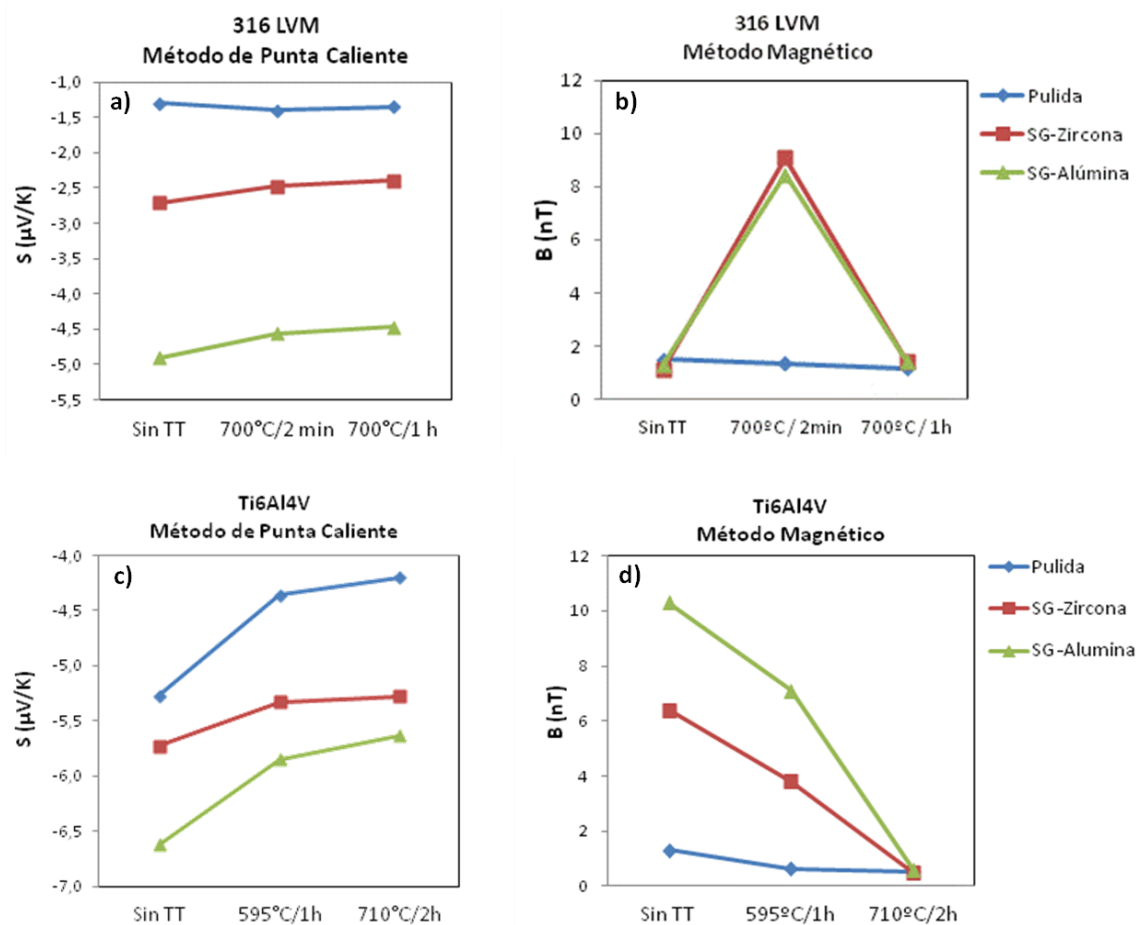 316 LVM
Método de Punta Caliente
a)
S (µV/K)
-1,0
-1,5
-2,0
-2,5
-3,0
-3,5
-4,0
-4,5
-5,0
-5,5
Sin TT
700°C/2 min
700°C/1 h
316 LVM
Método Magnético
b)
B (nT)
12
10
8
6
4
2
0
Sin TT
700ºC / 2min
700ºC / 1h
Pulida
SG-Zircona
SG-Alúmina
Ti6Al4V
Método de Punta Caliente
c)
S (µV/K)
-4,0
-4,5
-5,0
-5,5
-6,0
-6,5
-7,0
Sin TT
595°C/1h
710°C/2h
Ti6Al4V
Método Magnético
d)
B (nT)
12
10
8
6
4
2
0
Sin TT
595ºC/1h
710ºC/2h
Pulida
SG-Zircona
SG-Alumina